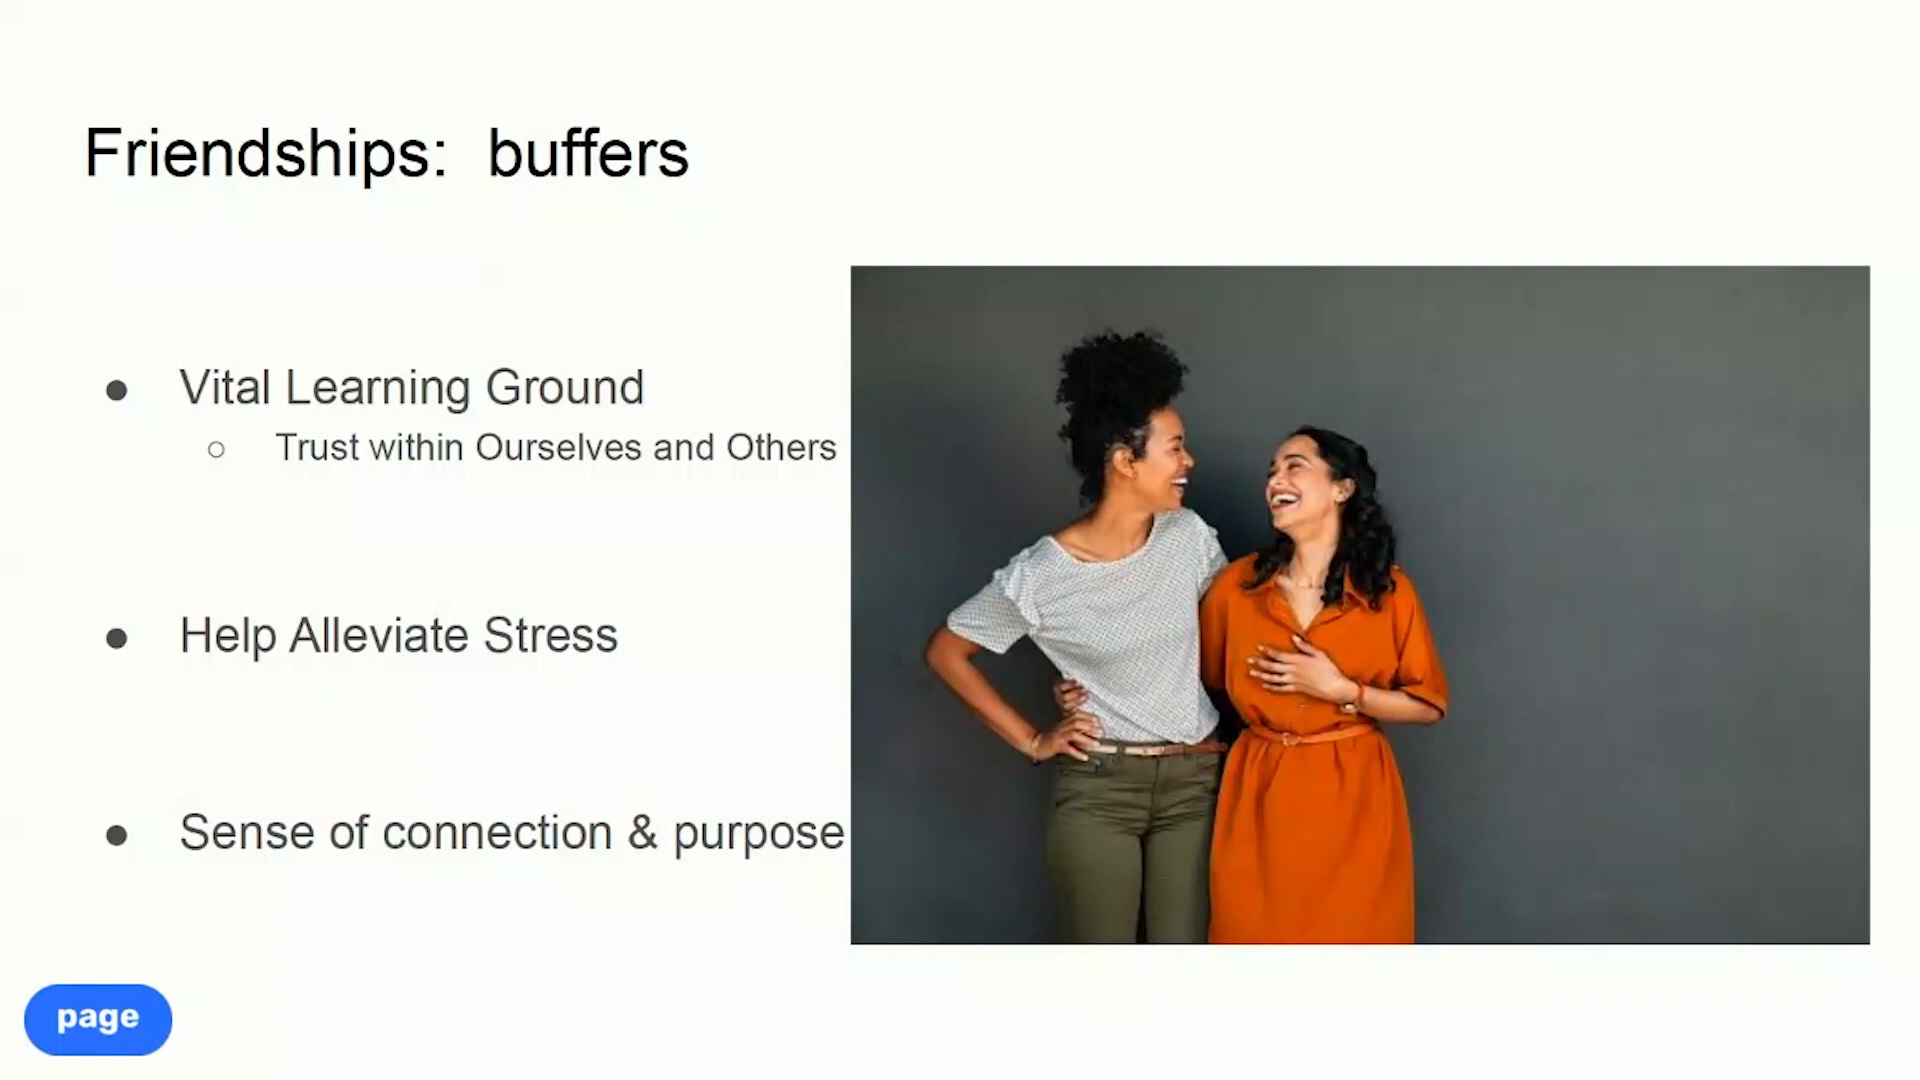 Friendships: buffers
Vital Learning Ground
Trust within Ourselves and Others
Help Alleviate Stress
Sense of connection & purpose
page